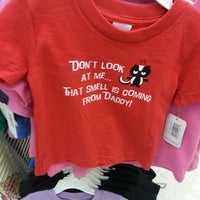 DON'T LOOK
AT ME...
THAT SMELL IS COMING
FROM DADDY!